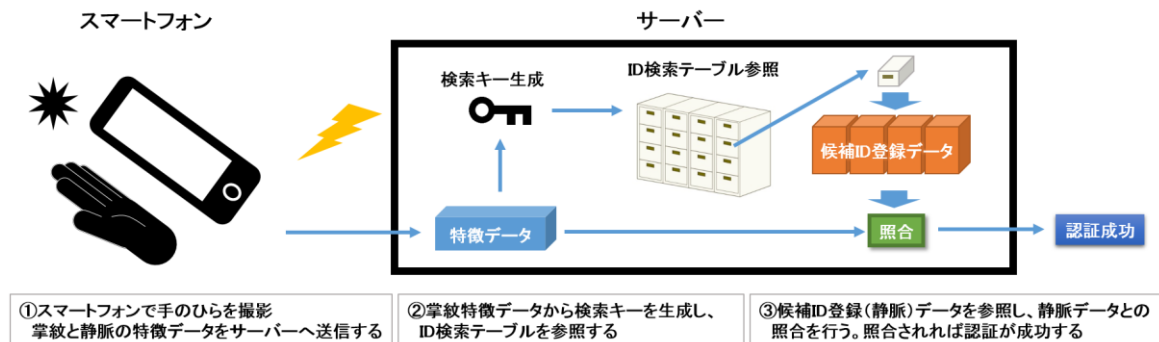 スマートフォン
サーバー
検索キー生成
ID検索テーブル参照
候補ID登録データ
特徴データ
照合
認証成功
①スマートフォンで手のひらを撮影
掌紋と静脈の特徴データをサーバーへ送信する
②掌紋特徴データから検索キーを生成し、
ID検索テーブルを参照する
③候補ID登録(静脈)データを参照し、静脈データとの
照合を行う。照合されれば認証が成功する